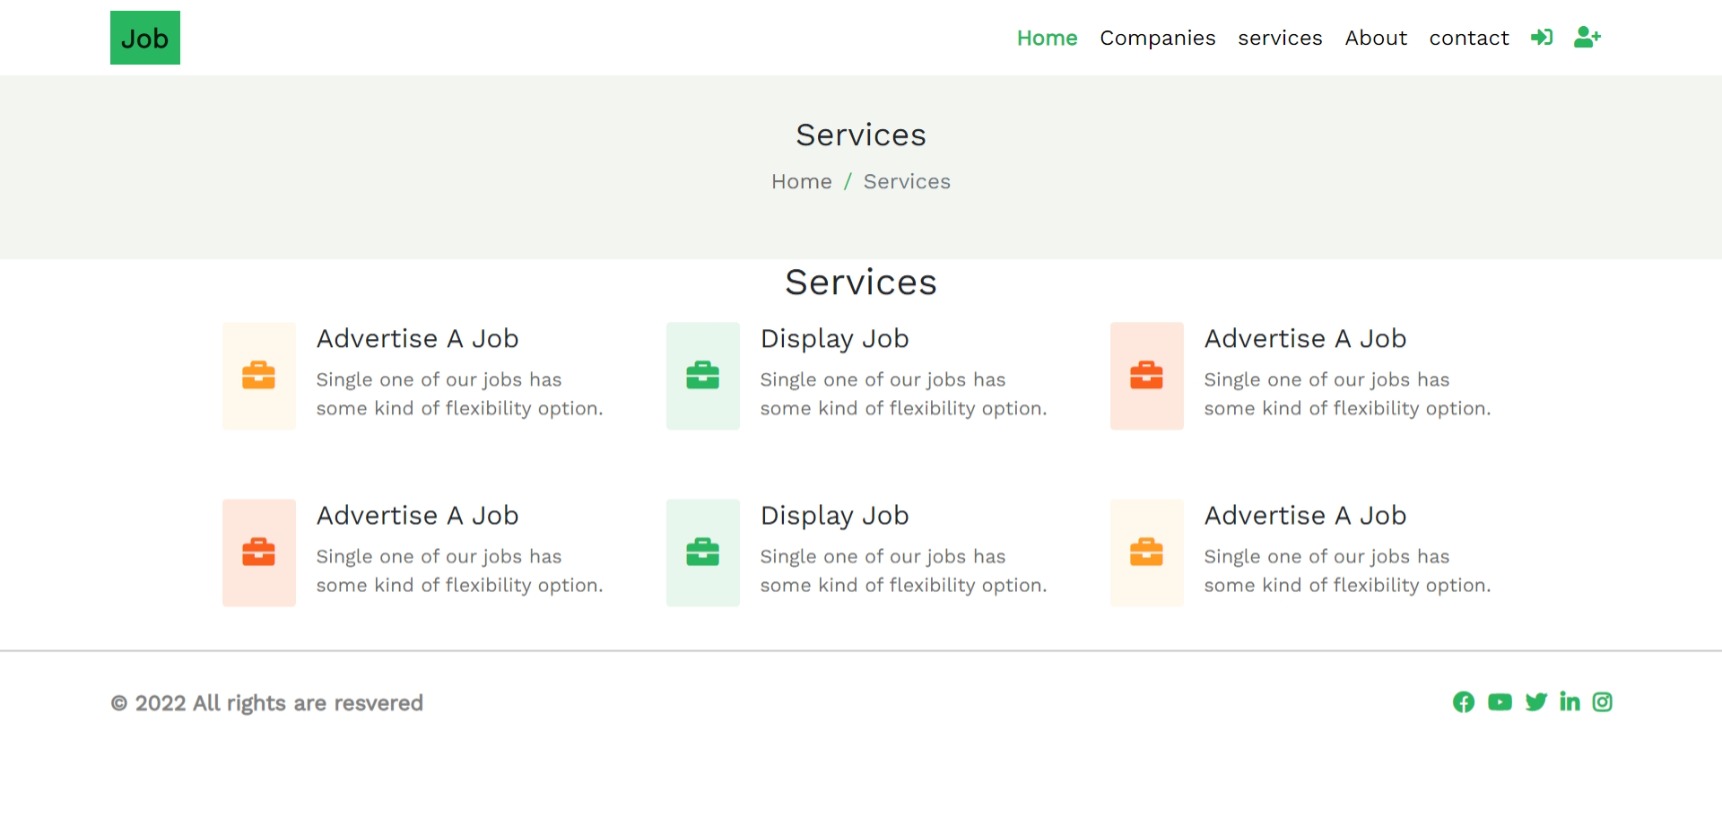 Job
Home Companies services About contact
Services
Home / Services
Services
Advertise A Job
Single one of our jobs has
some kind of flexibility option.
Display Job
Single one of our jobs has
some kind of flexibility option.
Advertise A Job
Single one of our jobs has
some kind of flexibility option.
Advertise A Job
Single one of our jobs has
some kind of flexibility option.
Display Job
Single one of our jobs has
some kind of flexibility option.
Advertise A Job
Single one of our jobs has
some kind of flexibility option.
© 2022 All rights are resvered